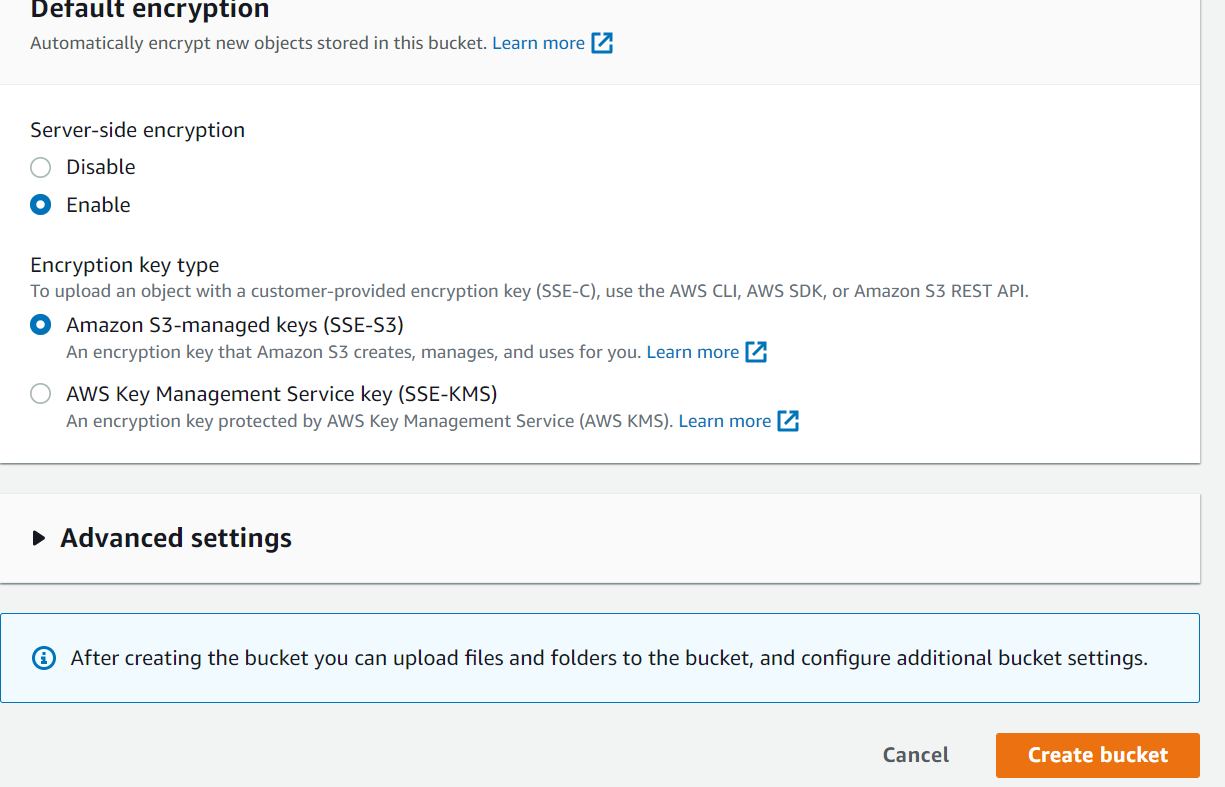 Default encryption
Automatically encrypt new objects stored in this bucket. Learn more
Server-side encryption
Disable
Enable
Encryption key type
To upload an object with a customer-provided encryption key (SSE-C), use the AWS CLI, AWS SDK, or Amazon S3 REST API.
Amazon S3-managed keys (SSE-S3)
An encryption key that Amazon S3 creates, manages, and uses for you. Learn more
AWS Key Management Service key (SSE-KMS)
An encryption key protected by AWS Key Management Service (AWS KMS). Learn more
Advanced settings
After creating the bucket you can upload files and folders to the bucket, and configure additional bucket settings.
Cancel Create bucket